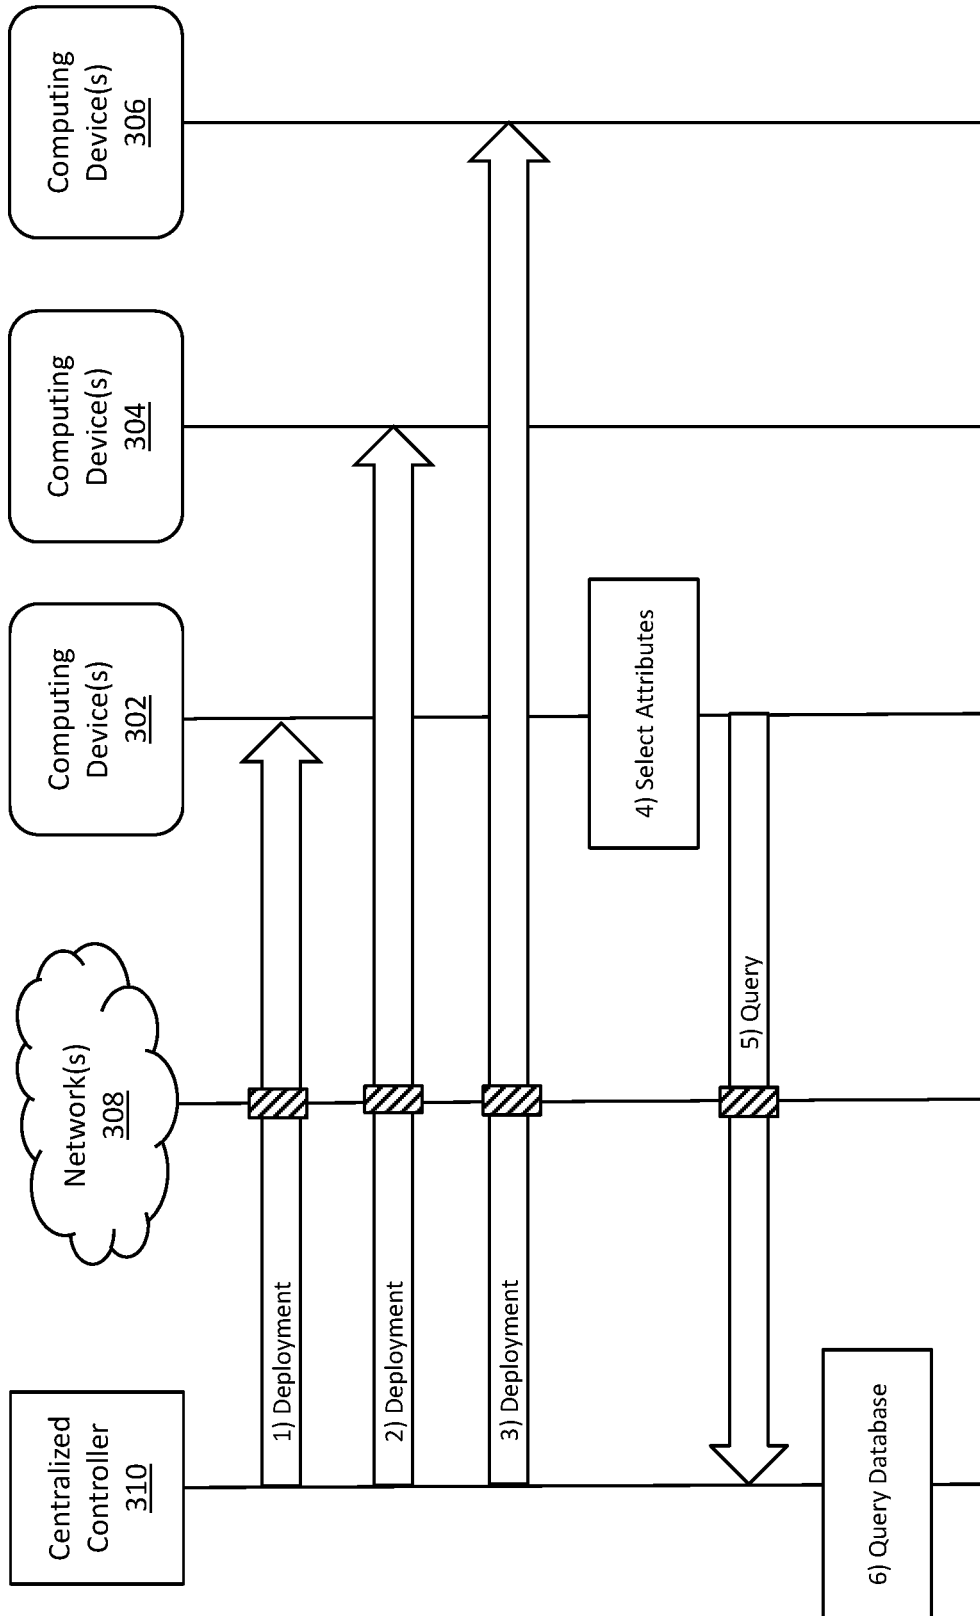 Centralized
Controller
310
Network(s)
308
Computing
Device(s)
302
Computing
Device(s)
304
Computing
Device(s)
306
1) Deployment
2) Deployment
3) Deployment
4) Select Attributes
5) Query
6) Query Database